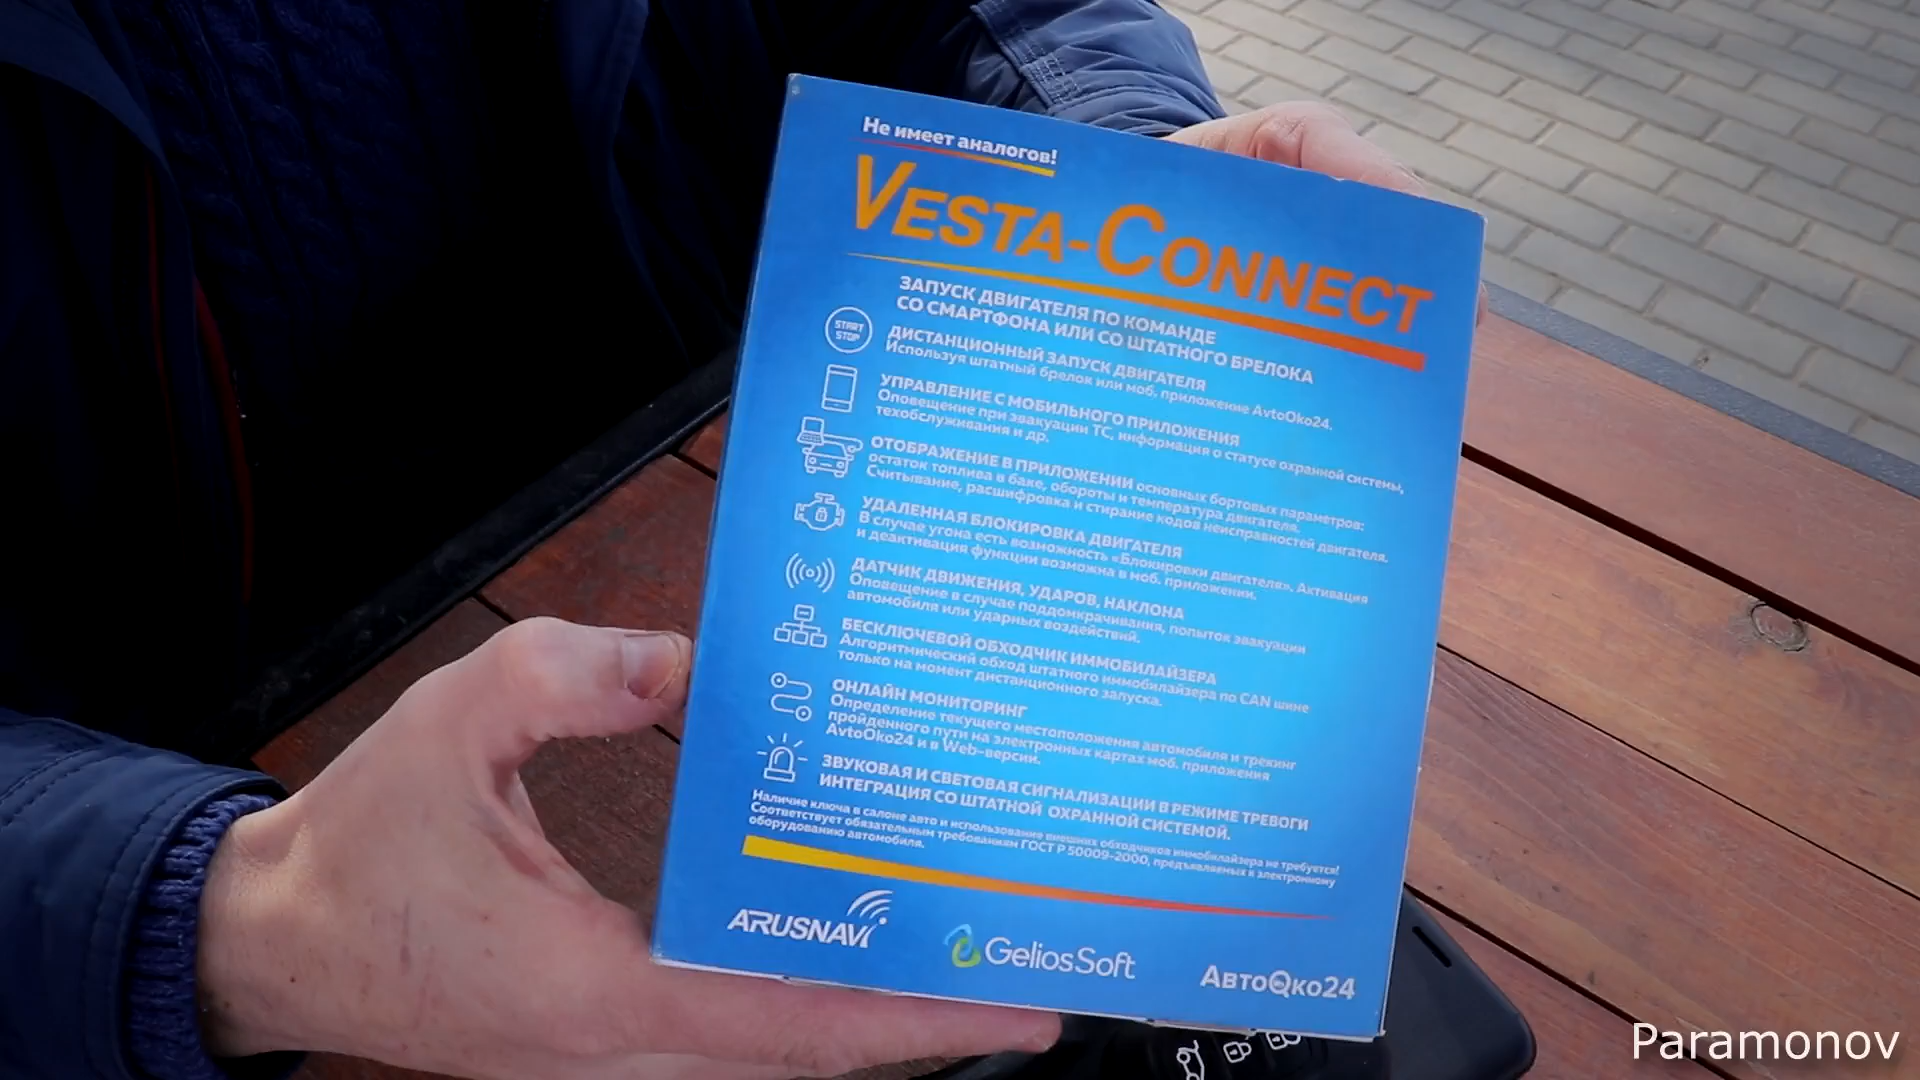 Не имеет аналогов!
VESTA-CONNECT
ЗАПУСК ДВИГАТЕЛЯ ПО КОМАНДЕ
СО СМАРТФОНА ИЛИ СО ШТАТНОГО БРЕЛОКА
START
STOP
ДИСТАНЦИОННЫЙ ЗАПУСК ДВИГАТЕЛЯ
Используя штатный брелок или моб. приложение AvtoOko24.
УПРАВЛЕНИЕ С МОБИЛЬНОГО ПРИЛОЖЕНИЯ
Оповещение при эвакуации ТС, информация о статусе охранной системы,
техобслуживания и др.
ОТОБРАЖЕНИЕ В ПРИЛОЖЕНИИ основных бортовых параметров:
остаток топлива в баке, обороты и температура двигателя.
Считывание, расшифровка и стирание кодов неисправностей двигателя.
УДАЛЕННАЯ БЛОКИРОВКА ДВИГАТЕЛЯ
В случае угона есть возможность «Блокировки двигателя». Активация
и деактивация функции возможна в моб. приложении.
ДАТЧИК ДВИЖЕНИЯ, УДАРОВ, НАКЛОНА
Оповещение в случае поддомкрачивания, попыток эвакуации
автомобиля или ударных воздействий.
БЕСКЛЮЧЕВОЙ ОБХОДЧИК ИММОБИЛАЙЗЕРА
Алгоритмический обход штатного иммобилайзера по CAN шине
только на момент дистанционного запуска.
ОНЛАЙН МОНИТОРИНГ
Определение текущего местоположения автомобиля и трекинг
пройденного пути на электронных картах моб. приложения
AvtoOko24 и в Web-версии.
ЗВУКОВАЯ И СВЕТОВАЯ СИГНАЛИЗАЦИИ В РЕЖИМЕ ТРЕВОГИ
ИНТЕГРАЦИЯ СО ШТАТНОЙ ОХРАННОЙ СИСТЕМОЙ.
Наличие ключа в салоне авто и использование внешних обходчиков иммобилайзера не требуется!
Соответствует обязательным требованиям ГОСТ Р 50009-2000, предъявляемых к электронному
оборудованию автомобиля.
ARUSNAVI
GeliosSoft
АвтоОко24
Paramonov